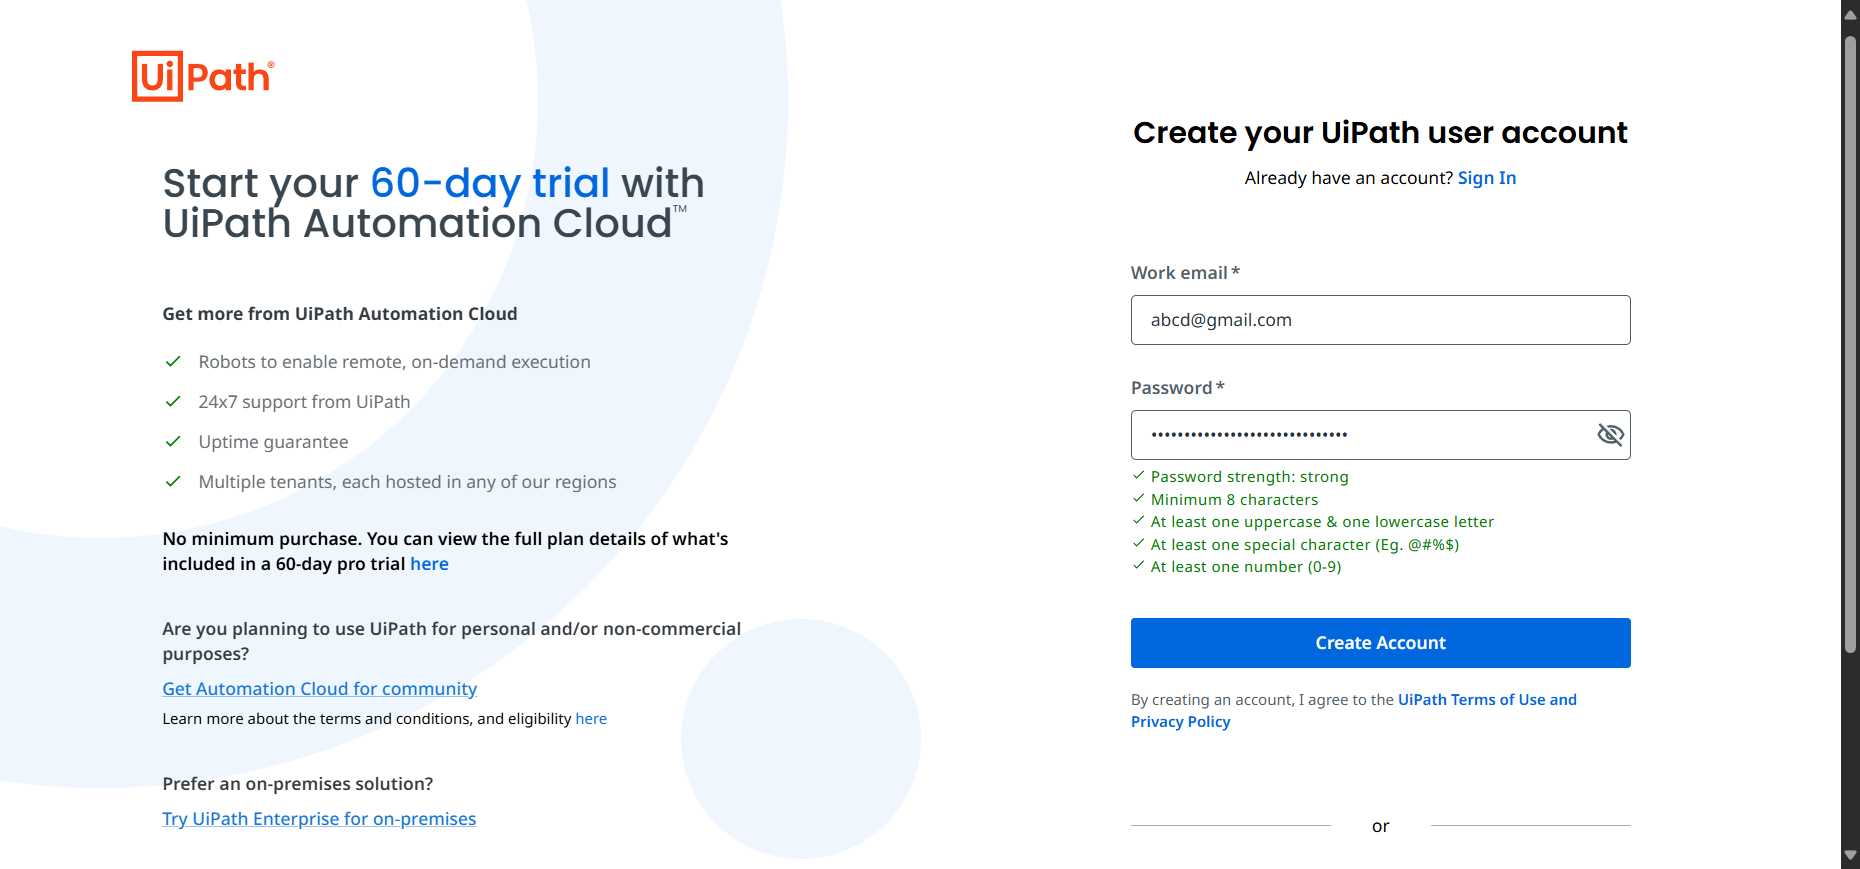 UiPath®
Start your 60-day trial with
UiPath Automation Cloud™
Get more from UiPath Automation Cloud
Robots to enable remote, on-demand execution
24x7 support from UiPath
Uptime guarantee
Multiple tenants, each hosted in any of our regions
No minimum purchase. You can view the full plan details of what's
included in a 60-day pro trial here
Are you planning to use UiPath for personal and/or non-commercial
purposes?
Get Automation Cloud for community
Learn more about the terms and conditions, and eligibility here
Prefer an on-premises solution?
Try UiPath Enterprise for on-premises
Create your UiPath user account
Already have an account? Sign In
Work email *
abcd@gmail.com
Password *
••••••••••••••••••••••••••••••
Password strength: strong
Minimum 8 characters
At least one uppercase & one lowercase letter
At least one special character (Eg. @#%$)
At least one number (0-9)
Create Account
By creating an account, I agree to the UiPath Terms of Use and
Privacy Policy
or